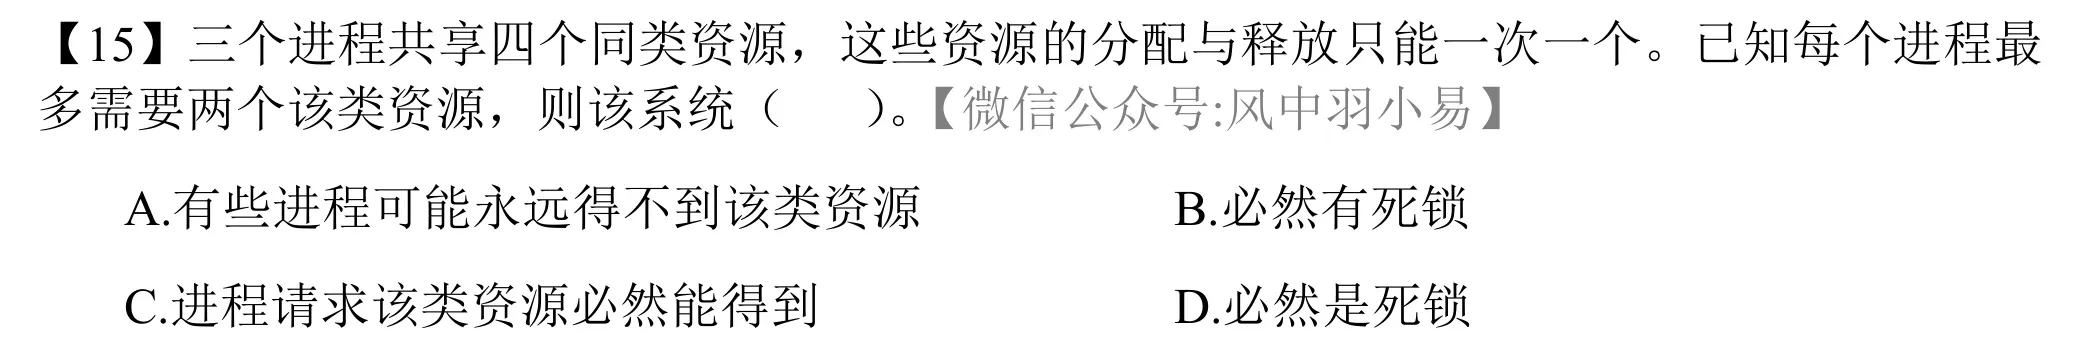 【15】三个进程共享四个同类资源，这些资源的分配与释放只能一次一个。已知每个进程最
多需要两个该类资源，则该系统（    ）。【微信公众号:风中羽小易】
A.有些进程可能永远得不到该类资源    B.必然有死锁
C.进程请求该类资源必然能得到    D.必然是死锁